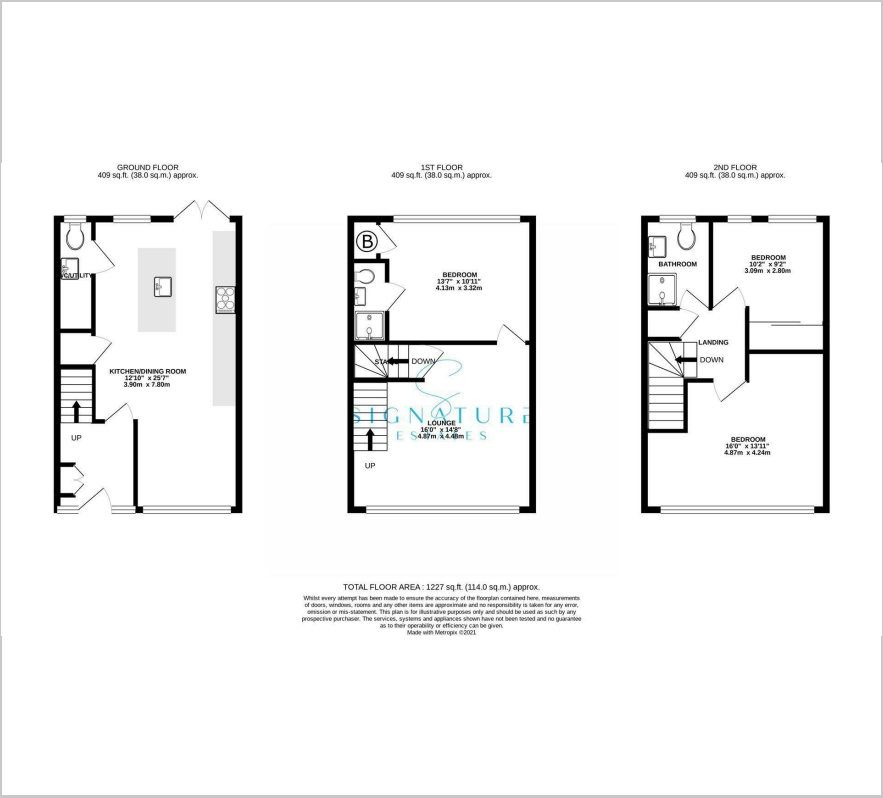 GROUND FLOOR
409 sq.ft. (38.0 sq.m.) approx.
1ST FLOOR
409 sq.ft. (38.0 sq.m.) approx.
2ND FLOOR
409 sq.ft. (38.0 sq.m.) approx.
WC/UTILITY
KITCHEN/DINING ROOM
12'10" x 25'7"
3.90m x 7.80m
UP
B
BEDROOM
13'7" x 10'11"
4.13m x 3.32m
DOWN
SIGNATURE
ESTATES
LOUNGE
16'0" x 14'8"
4.87m x 4.48m
UP
BATHROOM
BEDROOM
10'2" x 9'2"
3.09m x 2.80m
LANDING
DOWN
BEDROOM
16'0" x 13'11"
4.87m x 4.24m
TOTAL FLOOR AREA : 1227 sq.ft. (114.0 sq.m.) approx.
Whilst every attempt has been made to ensure the accuracy of the floorplan contained here, measurements
of doors, windows, rooms and any other items are approximate and no responsibility is taken for any error,
omission or mis-statement. This plan is for illustrative purposes only and should be used as such by any
prospective purchaser. The services, systems and appliances shown have not been tested and no guarantee
as to their operability or efficiency can be given.
Made with Metropix ©2021